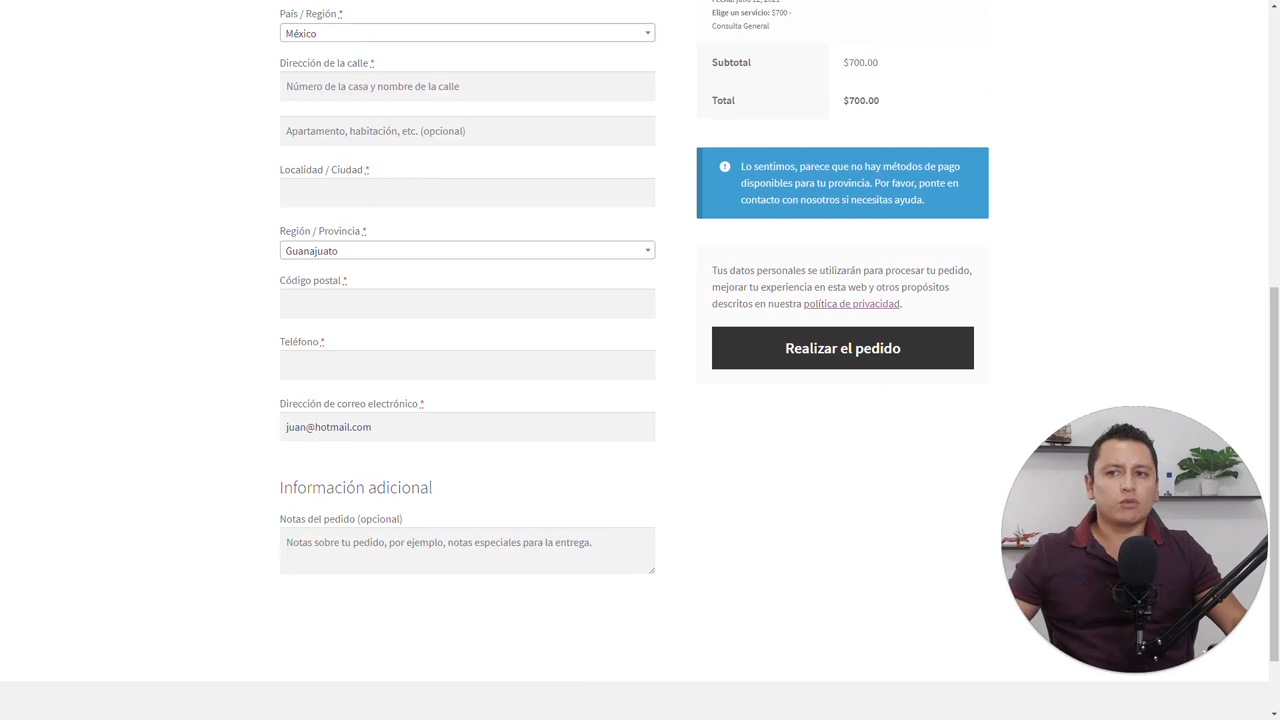 País / Región *
México
Dirección de la calle *
Número de la casa y nombre de la calle
Apartamento, habitación, etc. (opcional)
Localidad / Ciudad *
Región / Provincia *
Guanajuato
Código postal *
Teléfono *
Dirección de correo electrónico *
juan@hotmail.com
Información adicional
Notas del pedido (opcional)
Notas sobre tu pedido, por ejemplo, notas especiales para la entrega.
Elige un servicio: $700 -
Consulta General
Subtotal $700.00
Total $700.00
Lo sentimos, parece que no hay métodos de pago
disponibles para tu provincia. Por favor, ponte en
contacto con nosotros si necesitas ayuda.
Tus datos personales se utilizarán para procesar tu pedido,
mejorar tu experiencia en esta web y otros propósitos
descritos en nuestra política de privacidad.
Realizar el pedido